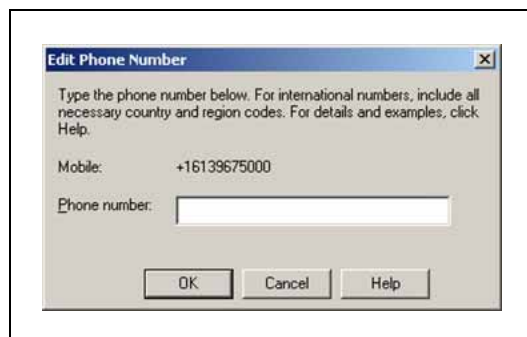 Edit Phone Number
Type the phone number below. For international numbers, include all
necessary country and region codes. For details and examples, click
Help.
Mobile: +16139675000
Phone number:
OK Cancel Help